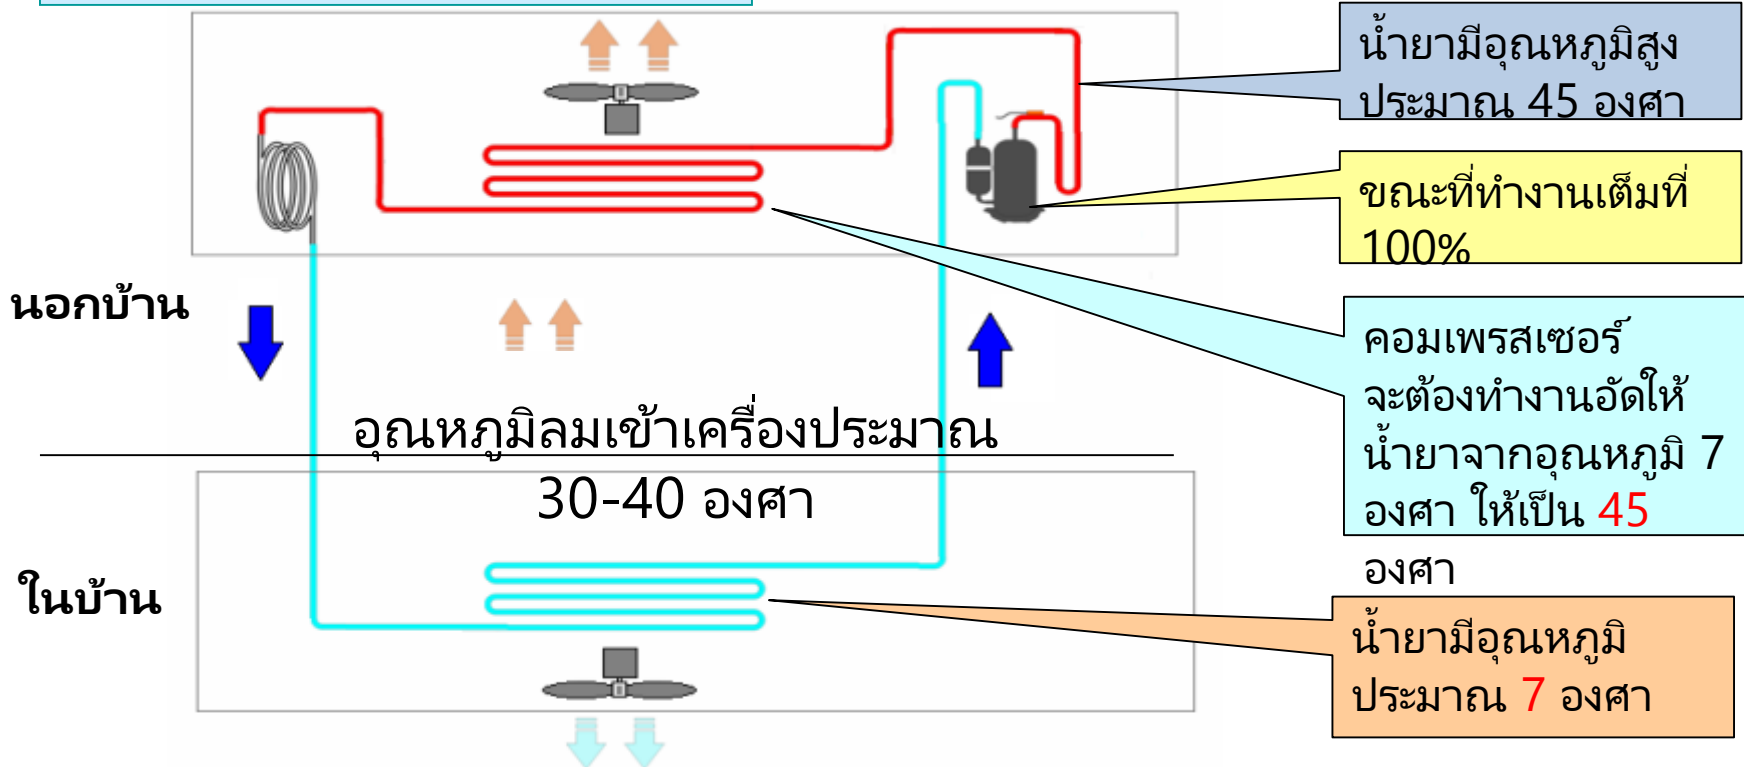 น้ำยามีอุณหภูมิสูง
ประมาณ 45 องศา
ขณะที่ทำงานเต็มที่
100%
นอกบ้าน
คอมเพรสเซอร์
จะต้องทำงานอัดให้
น้ำยาจากอุณหภูมิ 7
องศา ให้เป็น 45
องศา
อุณหภูมิลมเข้าเครื่องประมาณ
30-40 องศา
ในบ้าน
น้ำยามีอุณหภูมิ
ประมาณ 7 องศา